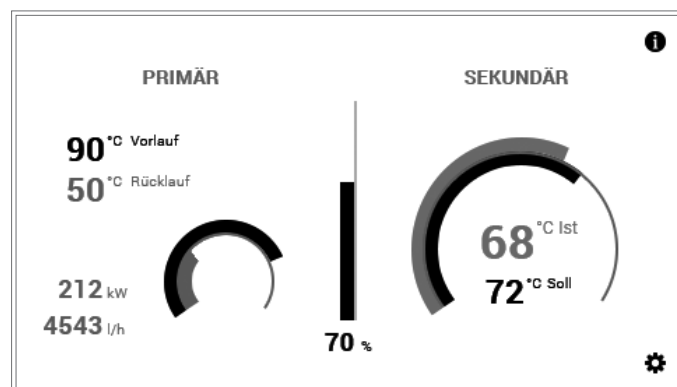 PRIMÄR
90 °C Vorlauf
50 °C Rücklauf
212 kW
4543 l/h
70 %
SEKUNDÄR
68 °C Ist
72 °C Soll